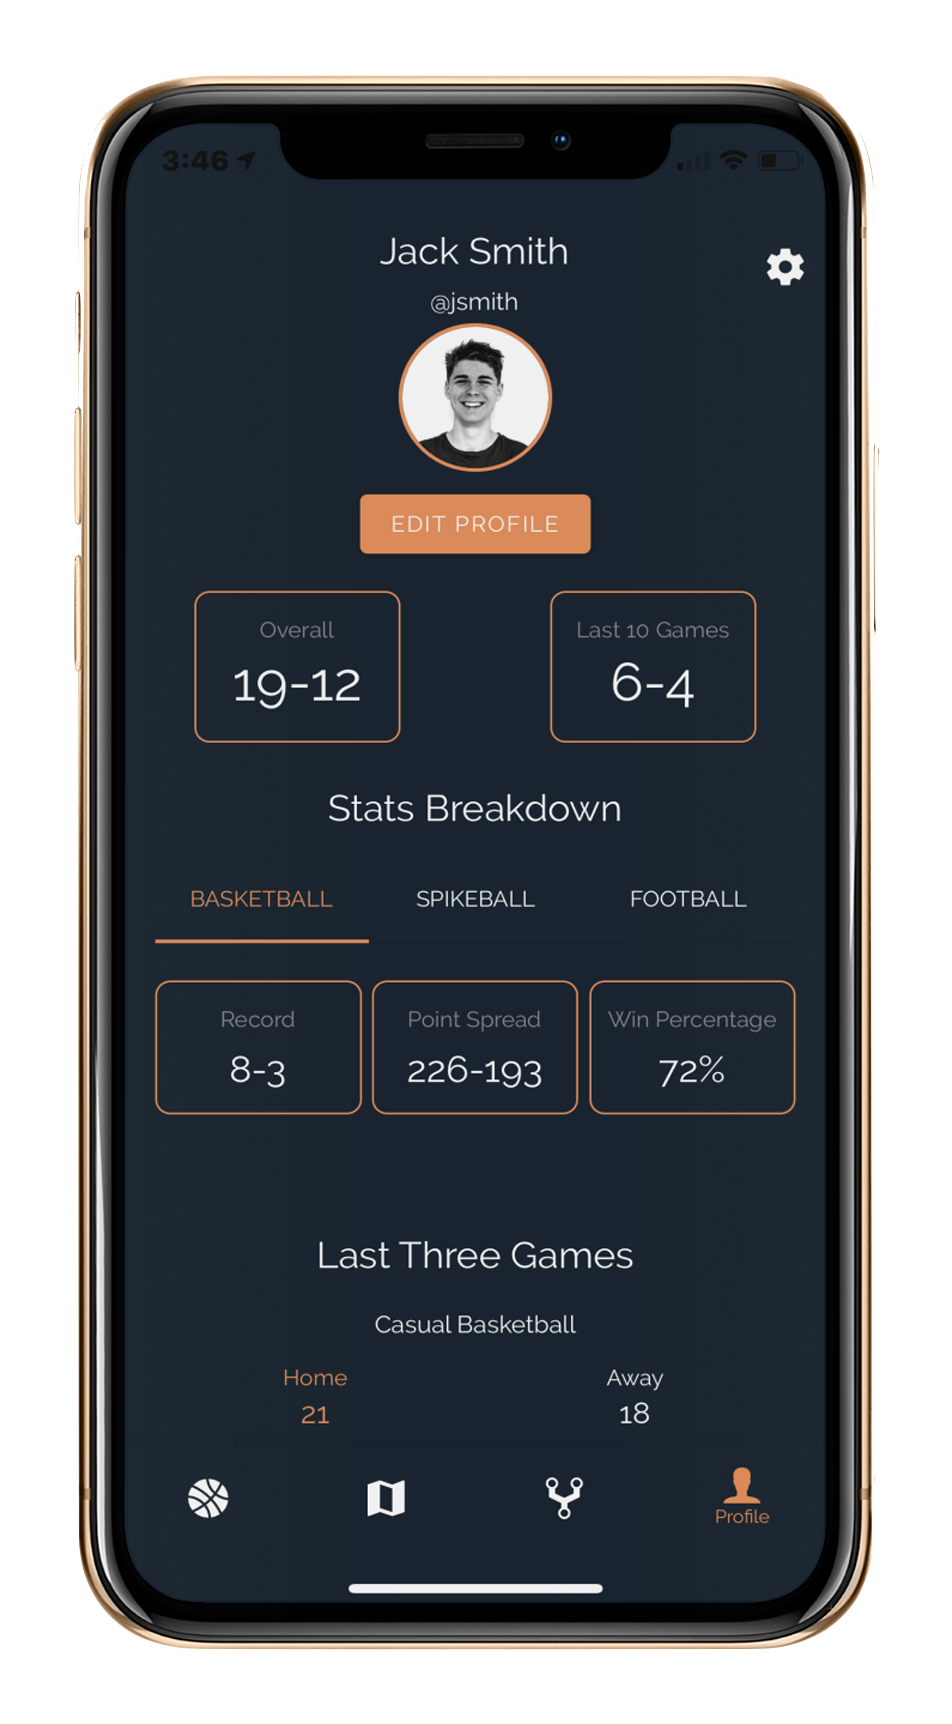 3:46
Jack Smith
@jsmith
EDIT PROFILE
Overall
Last 10 Games
19-12
6-4
Stats Breakdown
BASKETBALL
SPIKEBALL
FOOTBALL
Record
Point Spread
Win Percentage
8-3
226-193
72%
Last Three Games
Casual Basketball
Home
Away
21
18
Profile